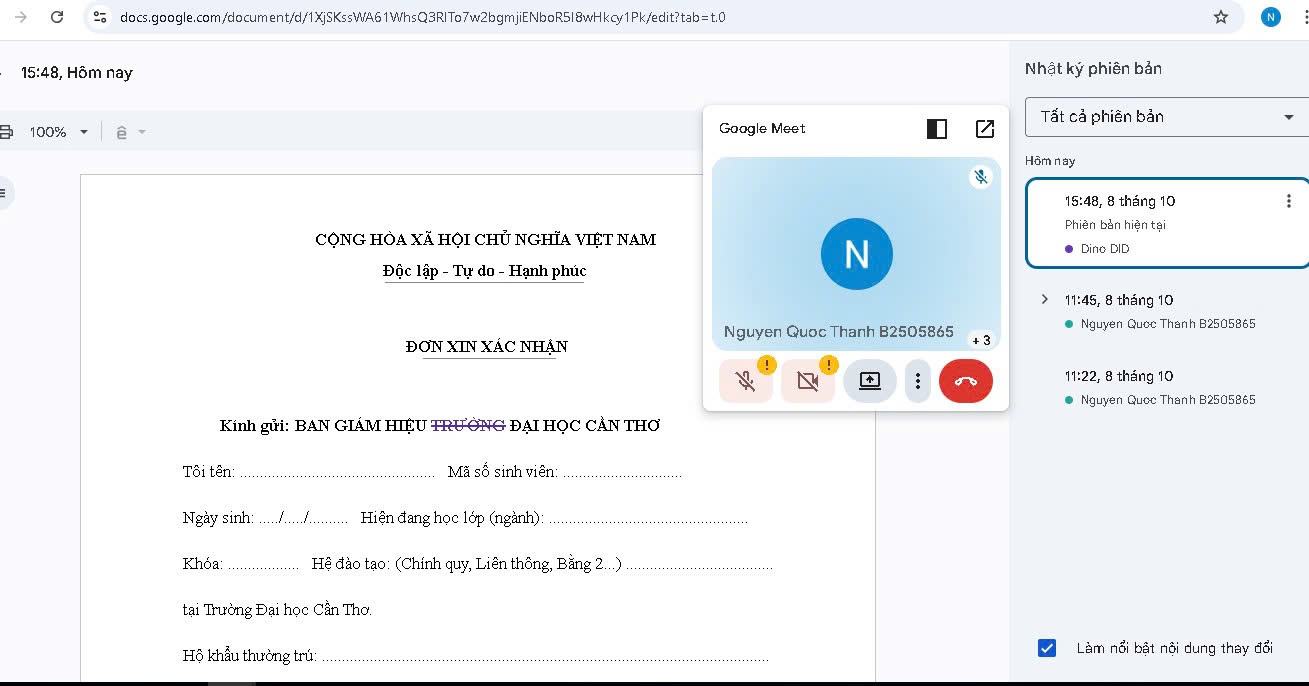 docs.google.com/document/d/1XjSKssWA61WhsQ3RlTo7w2bgmjiENboR5I8wHkcy1Pk/edit?tab=t.0
N
15:48, Hôm nay
100%
ê
CỘNG HÒA XÃ HỘI CHỦ NGHĨA VIỆT NAM
Độc lập - Tự do - Hạnh phúc
ĐƠN XIN XÁC NHẬN
Kính gửi: BAN GIÁM HIỆU TRƯỜNG ĐẠI HỌC CẦN THƠ
Tôi tên: ................................................. Mã số sinh viên: ..............................
Ngày sinh: ...../...../.......... Hiện đang học lớp (ngành): ..................................................
Khóa: .................. Hệ đào tạo: (Chính quy, Liên thông, Bằng 2...) .....................................
tại Trường Đại học Cần Thơ.
Hộ khẩu thường trú: ................................................................................................................
Google Meet
N
Nguyen Quoc Thanh B2505865
+ 3
Nhật ký phiên bản
Tất cả phiên bản
Hôm nay
15:48, 8 tháng 10
Phiên bản hiện tại
Dino DID
11:45, 8 tháng 10
Nguyen Quoc Thanh B2505865
11:22, 8 tháng 10
Nguyen Quoc Thanh B2505865
Làm nổi bật nội dung thay đổi